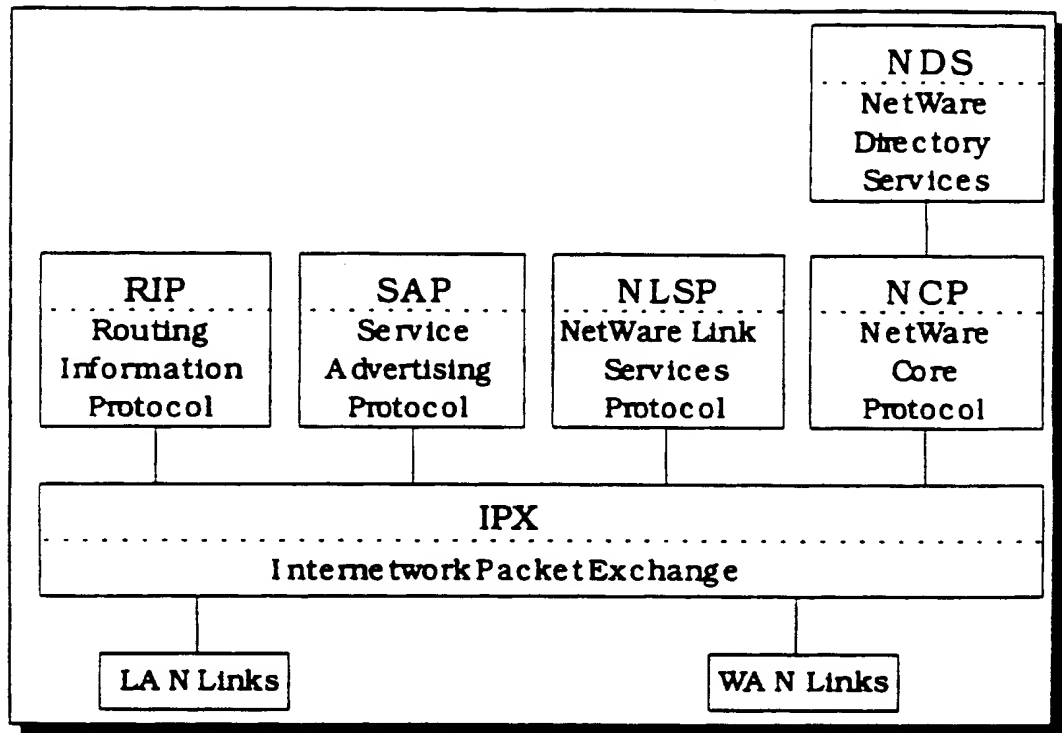 NDS
NetWare
Directory
Services
RIP
Routing
Information
Protocol
SAP
Service
Advertising
Protocol
NLSP
NetWare Link
Services
Protocol
NCP
NetWare
Core
Protocol
IPX
Internetwork Packet Exchange
LAN Links
WAN Links